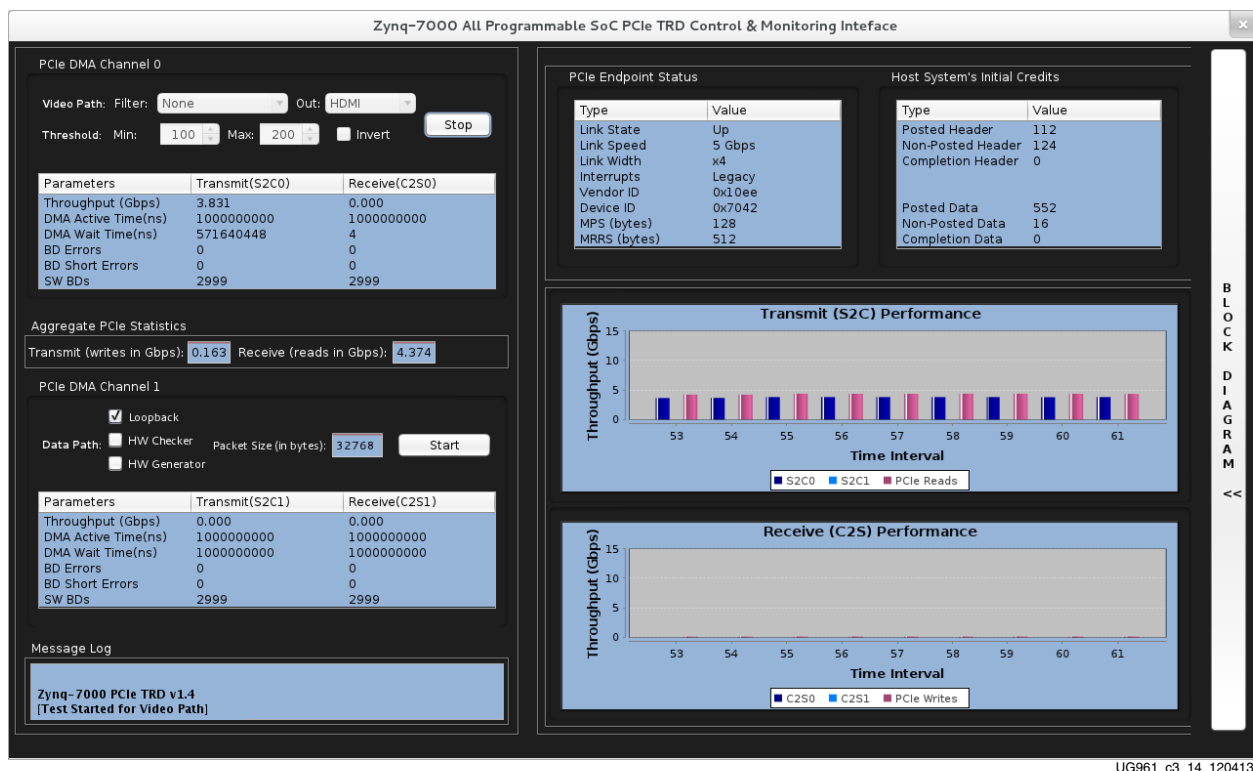 Zynq-7000 All Programmable SoC PCIe TRD Control & Monitoring Inteface
PCIe DMA Channel 0
Video Path: Filter: None Out: HDMI
Threshold: Min: 100 Max: 200 Invert
Stop
Parameters Transmit(S2C0) Receive(C2S0)
Throughput (Gbps) 3.831 0.000
DMA Active Time(ns) 1000000000 1000000000
DMA Wait Time(ns) 571640448 4
BD Errors 0 0
BD Short Errors 0 0
SW BDs 2999 2999
Aggregate PCIe Statistics
Transmit (writes in Gbps): 0.163 Receive (reads in Gbps): 4.374
PCIe DMA Channel 1
Loopback
Data Path: HW Checker Packet Size (in bytes): 32768 Start
HW Generator
Parameters Transmit(S2C1) Receive(C2S1)
Throughput (Gbps) 0.000 0.000
DMA Active Time(ns) 1000000000 1000000000
DMA Wait Time(ns) 1000000000 1000000000
BD Errors 0 0
BD Short Errors 0 0
SW BDs 2999 2999
Message Log
Zynq-7000 PCIe TRD v1.4
[Test Started for Video Path]
PCIe Endpoint Status
Type Value
Link State Up
Link Speed 5 Gbps
Link Width x4
Interrupts Legacy
Vendor ID 0x10ee
Device ID 0x7042
MPS (bytes) 128
MRRS (bytes) 512
Host System's Initial Credits
Type Value
Posted Header 112
Non-Posted Header 124
Completion Header 0
Posted Data 552
Non-Posted Data 16
Completion Data 0
Transmit (S2C) Performance
Throughput (Gbps)
15
10
5
0
53 54 55 56 57 58 59 60 61
Time Interval
S2C0 S2C1 PCIe Reads
Receive (C2S) Performance
Throughput (Gbps)
15
10
5
0
53 54 55 56 57 58 59 60 61
Time Interval
C2S0 C2S1 PCIe Writes
BLOCK DIAGRAM <<
UG961_c3_14_120413